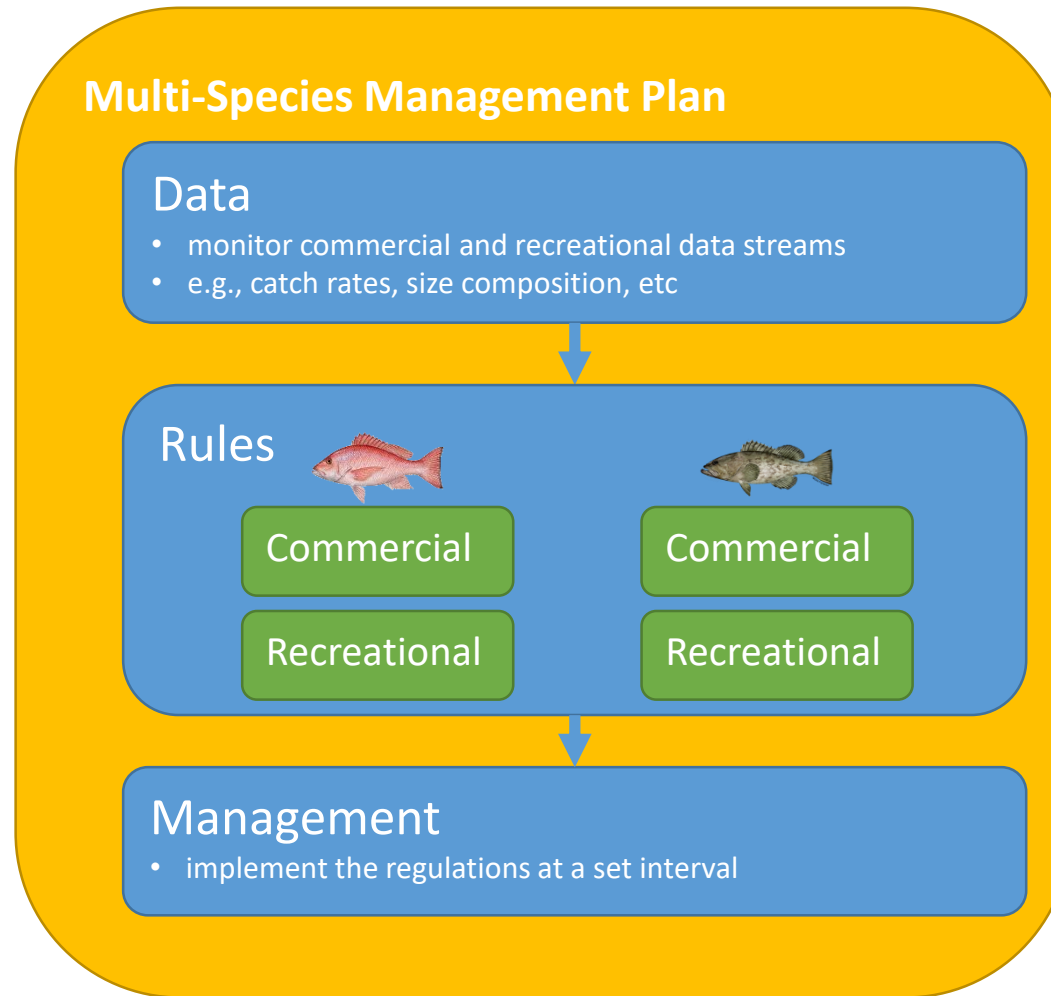 Multi-Species Management Plan
Data
• monitor commercial and recreational data streams
• e.g., catch rates, size composition, etc
Rules
Commercial
Commercial
Recreational
Recreational
Management
• implement the regulations at a set interval